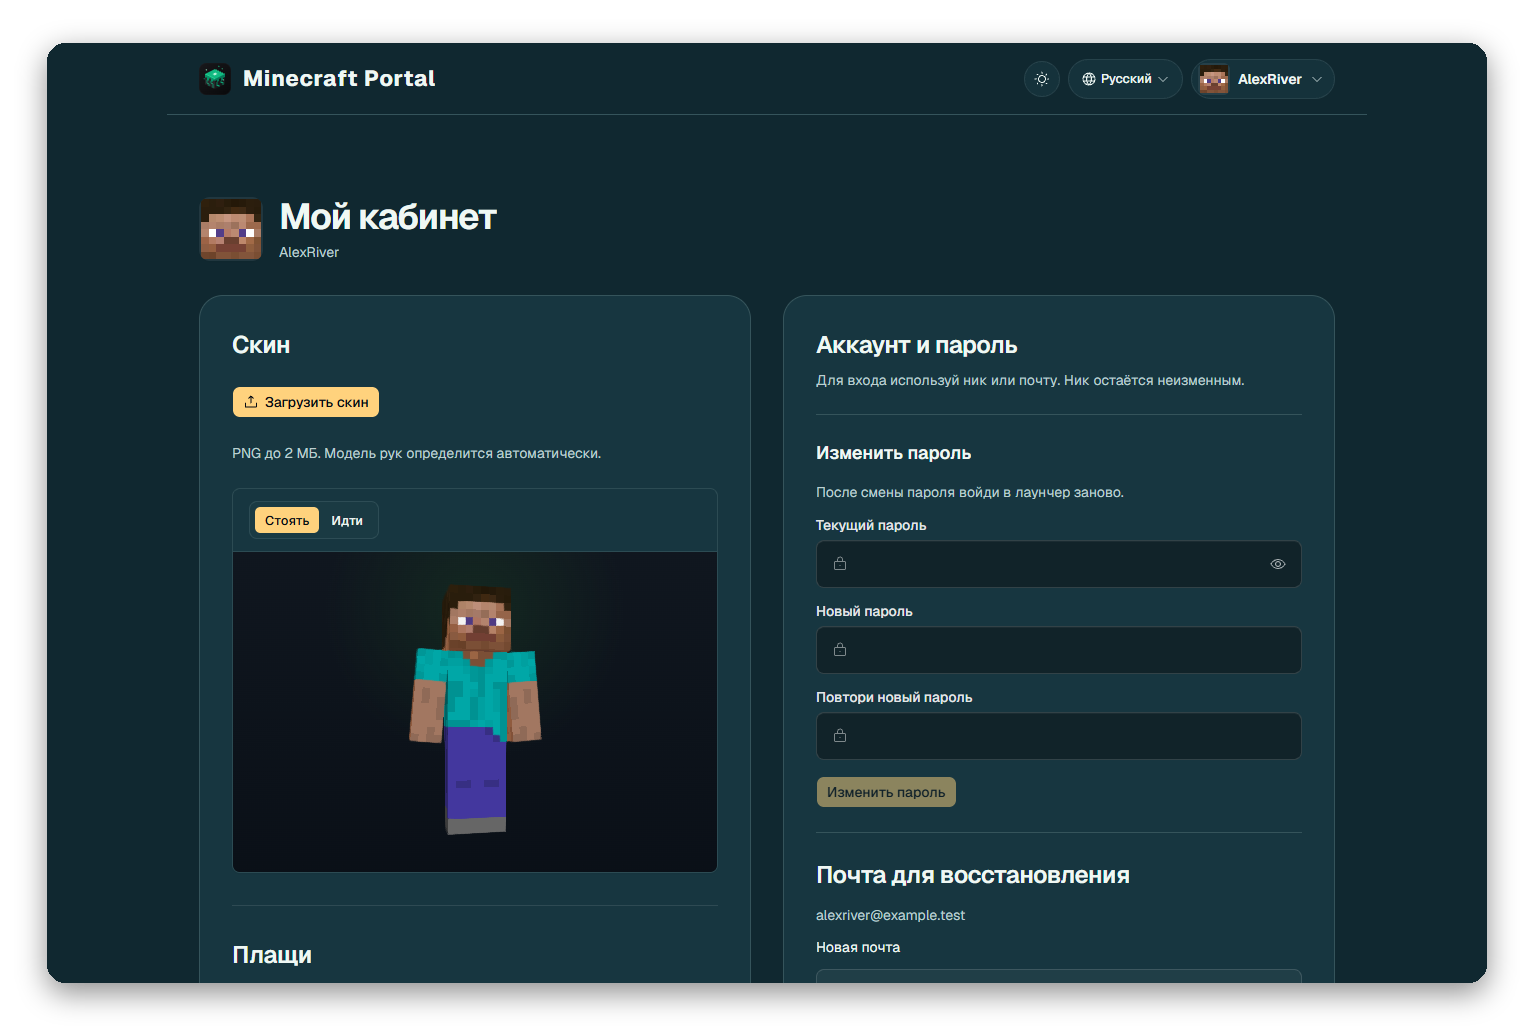 Minecraft Portal
Русский
AlexRiver
Мой кабинет
AlexRiver
Скин
Загрузить скин
PNG до 2 МБ. Модель рук определится автоматически.
Стоять
Идти
Плащи
Аккаунт и пароль
Для входа используй ник или почту. Ник остаётся неизменным.
Изменить пароль
После смены пароля войди в лаунчер заново.
Текущий пароль
Новый пароль
Повтори новый пароль
Изменить пароль
Почта для восстановления
alexriver@example.test
Новая почта